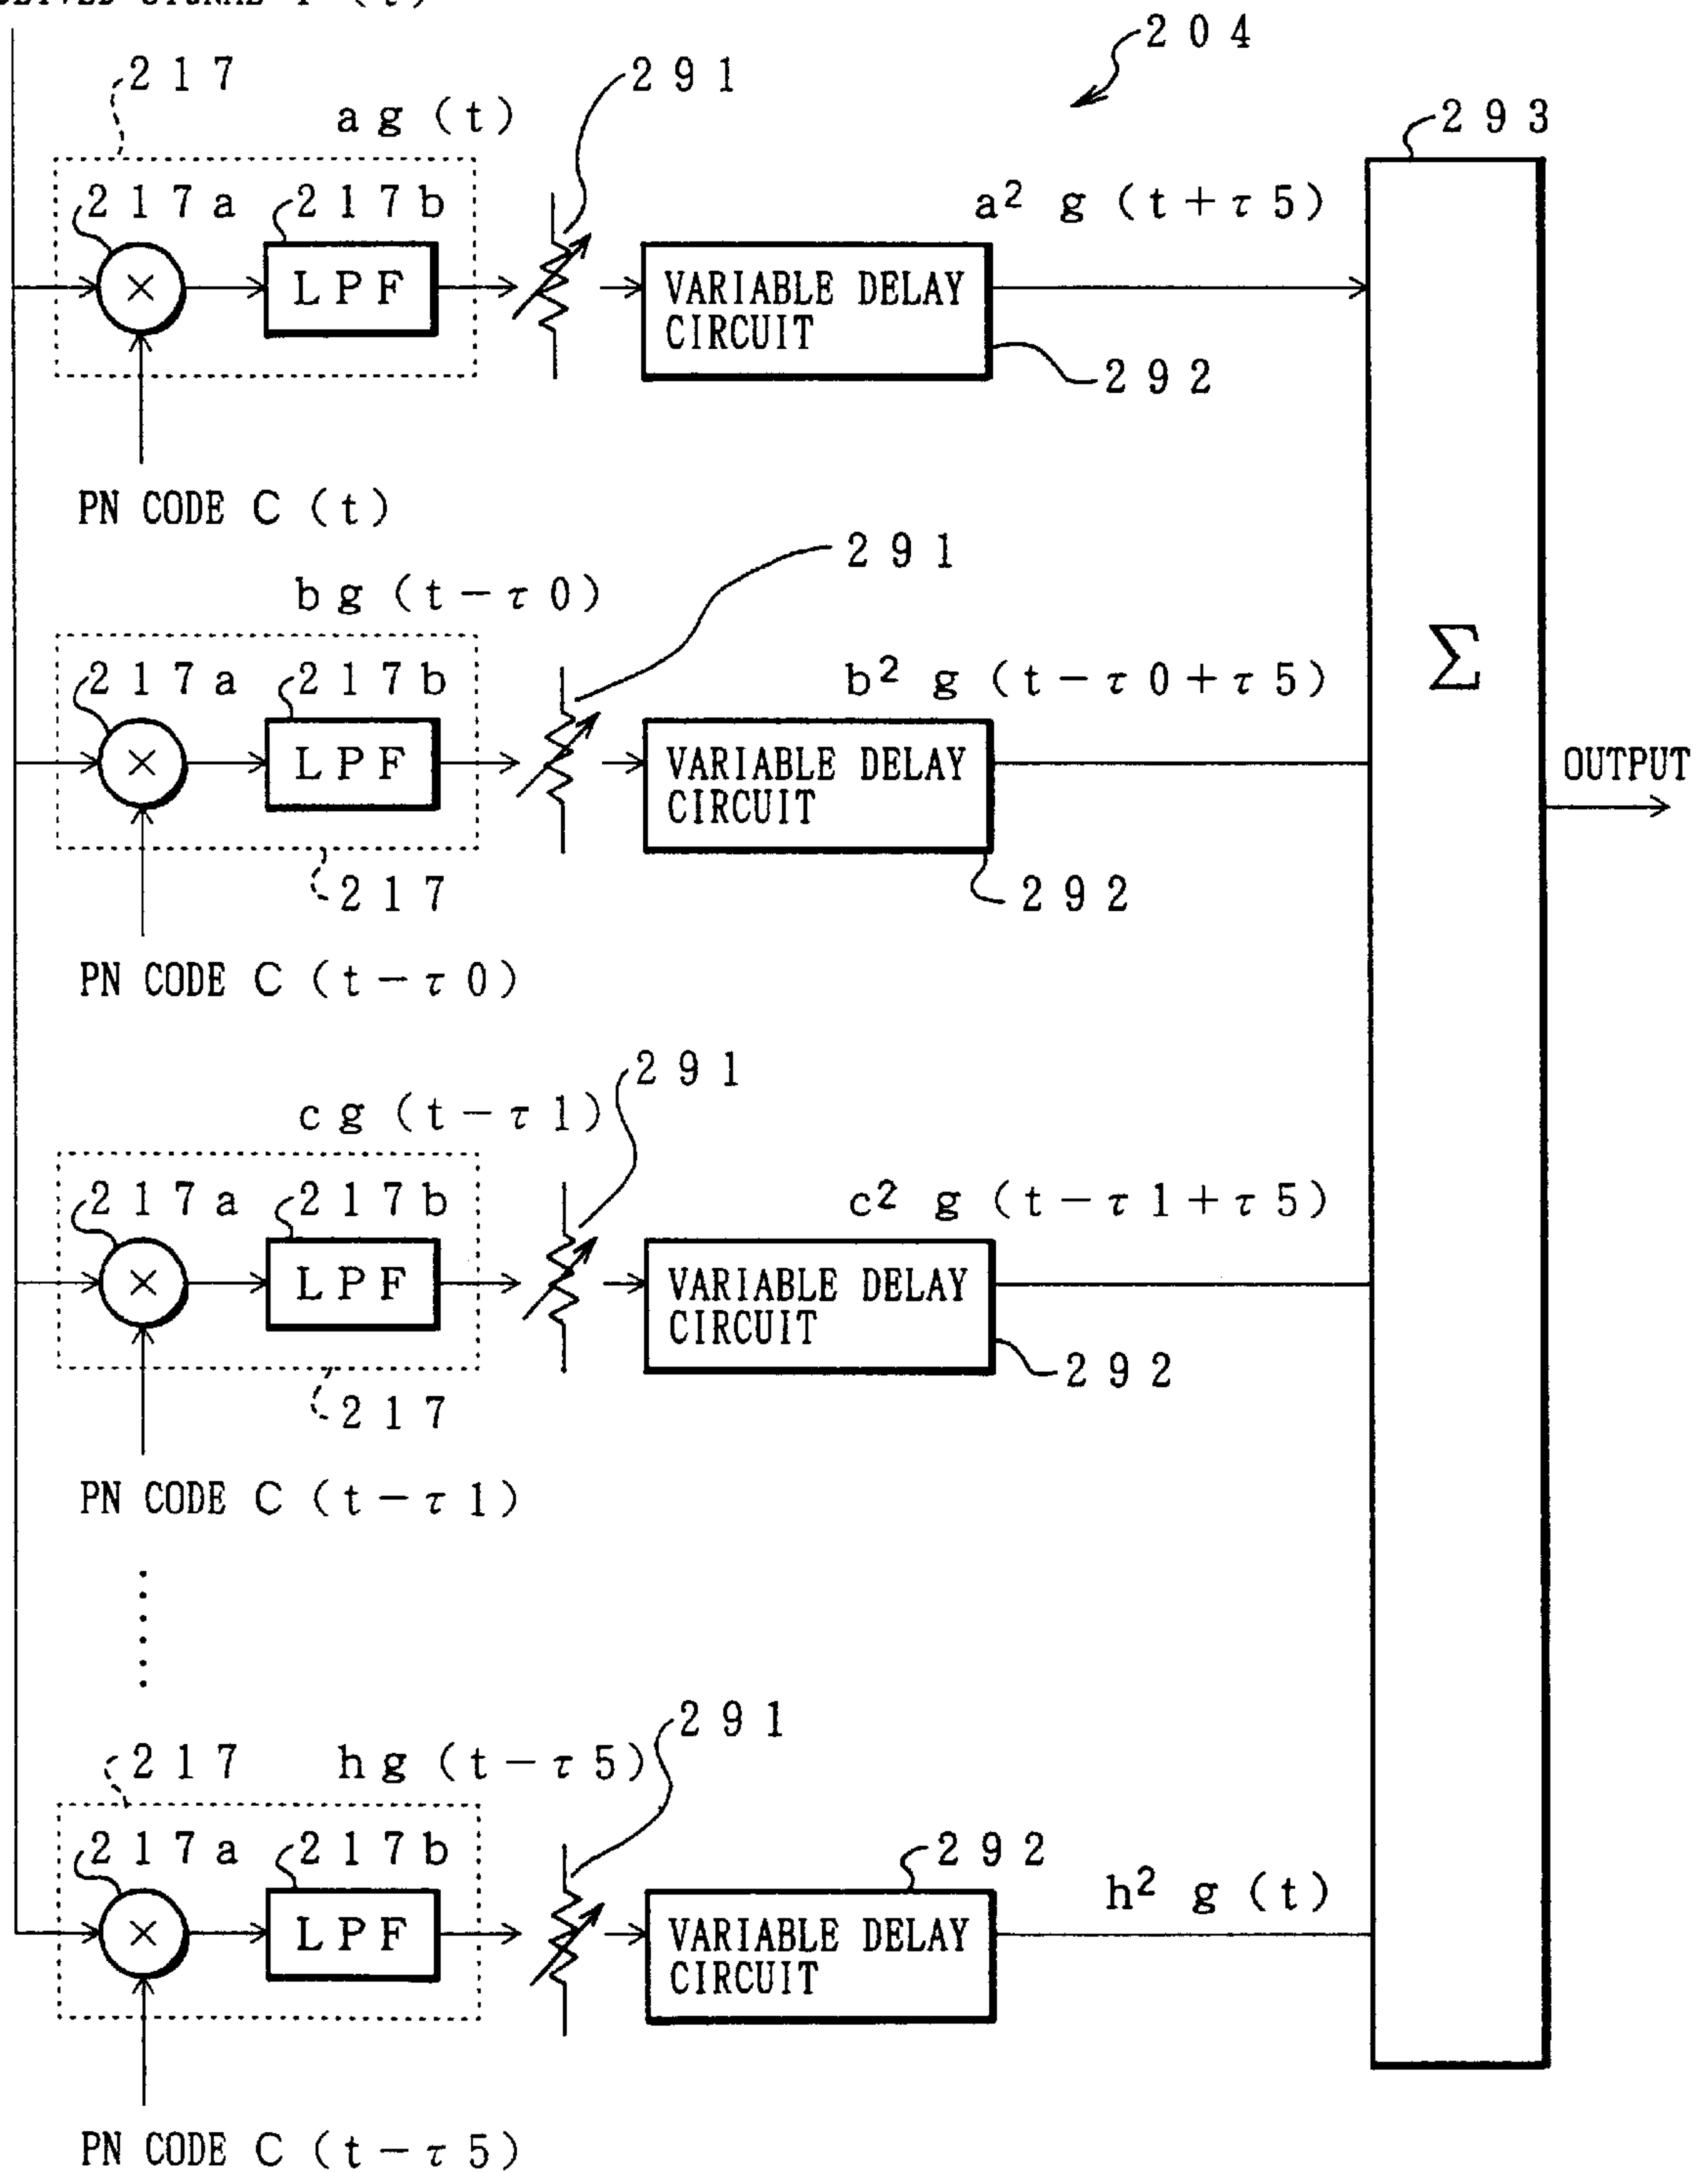 204
217
291
293
ag (t)
217a 217b
a² g (t+τ5)
× LPF
VARIABLE DELAY
CIRCUIT
292
PN CODE C (t)
291
bg (t-τ0)
217a 217b
b² g (t-τ0+τ5)
Σ
× LPF
VARIABLE DELAY
CIRCUIT
OUTPUT
217
292
PN CODE C (t-τ0)
291
cg (t-τ1)
217a 217b
c² g (t-τ1+τ5)
× LPF
VARIABLE DELAY
CIRCUIT
292
217
PN CODE C (t-τ1)
291
217
hg (t-τ5)
217a 217b
292
h² g (t)
× LPF
VARIABLE DELAY
CIRCUIT
PN CODE C (t-τ5)